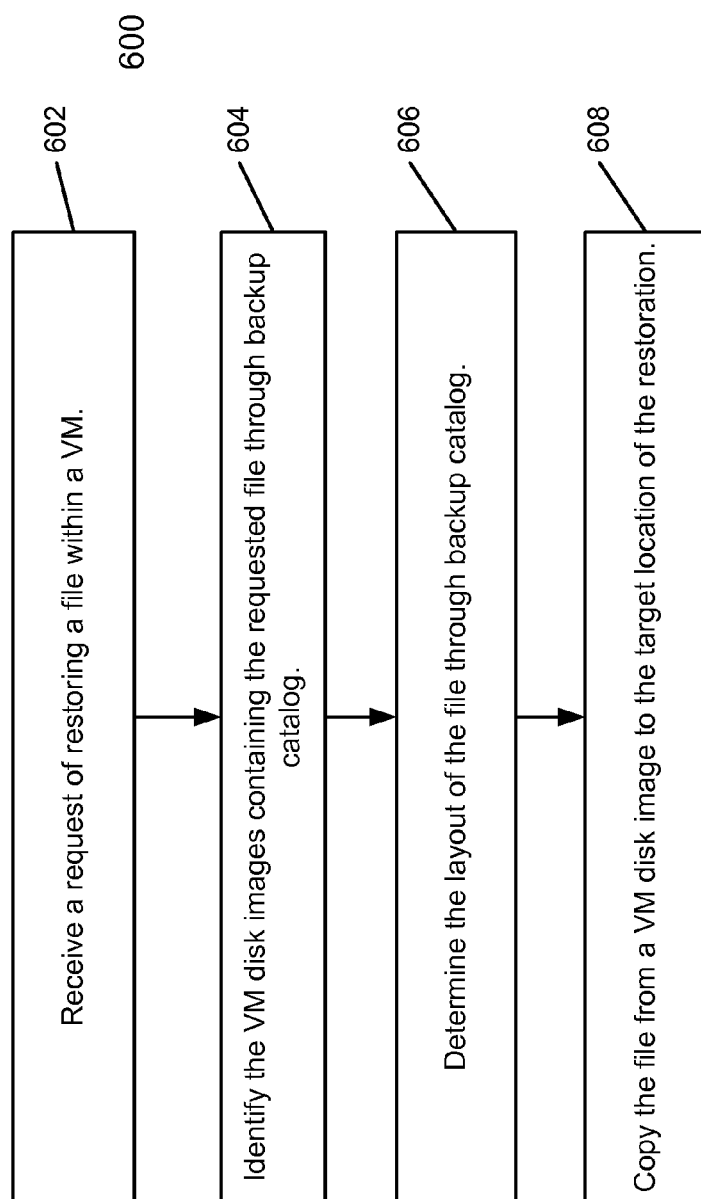 600
602
Receive a request of restoring a file within a VM.
604
Identify the VM disk images containing the requested file through backup
catalog.
606
Determine the layout of the file through backup catalog.
608
Copy the file from a VM disk image to the target location of the restoration.